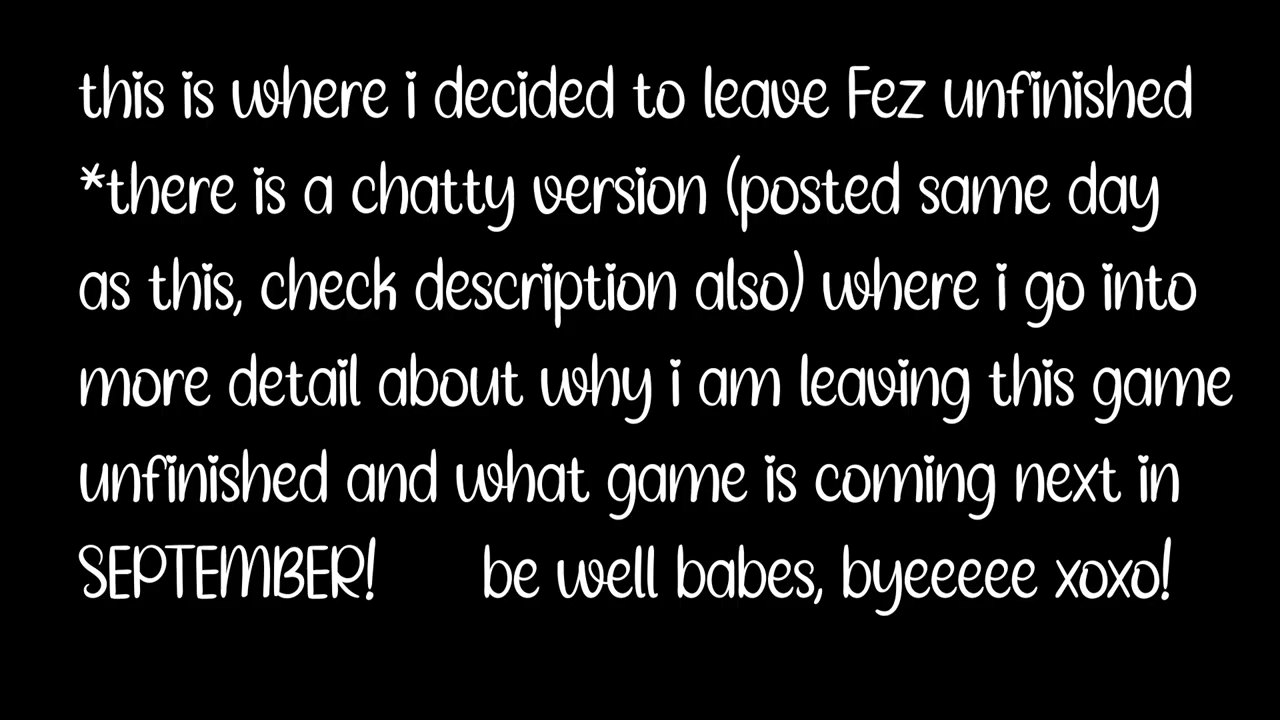 this is where i decided to leave Fez unfinished
*there is a chatty version (posted same day
as this, check description also) where i go into
more detail about why i am leaving this game
unfinished and what game is coming next in
SEPTEMBER! be well babes, byeeeee xoxo!